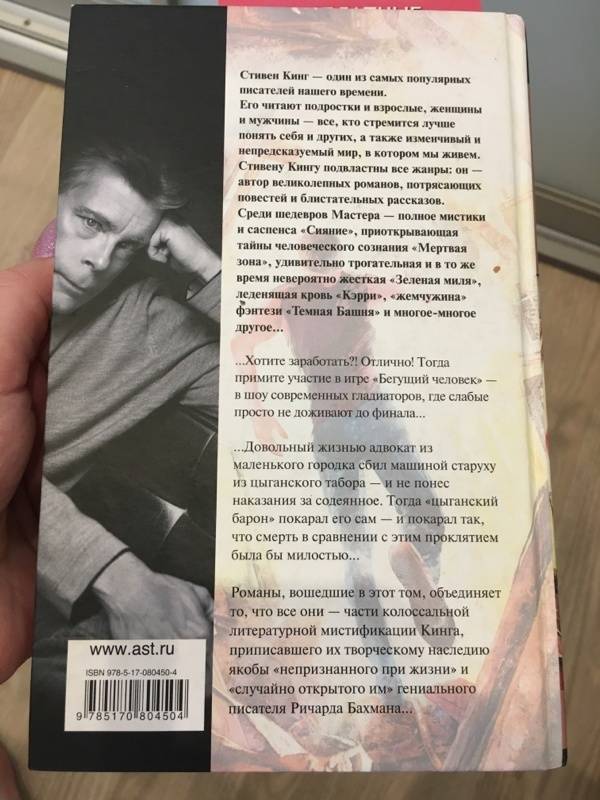 Стивен Кинг — один из самых популярных
писателей нашего времени.
Его читают подростки и взрослые, женщины
и мужчины — все, кто стремится лучше
понять себя и других, а также изменчивый и
непредсказуемый мир, в котором мы живем.
Стивену Кингу подвластны все жанры: он —
автор великолепных романов, потрясающих
повестей и блистательных рассказов.
Среди шедевров Мастера — полное мистики
и саспенса «Сияние», приоткрывающая
тайны человеческого сознания «Мертвая
зона», удивительно трогательная и в то же
время невероятно жесткая «Зеленая миля»,
леденящая кровь «Кэрри», «жемчужина»
фэнтези «Темная Башня» и многое-многое
другое...
...Хотите заработать?! Отлично! Тогда
примите участие в игре «Бегущий человек» —
в шоу современных гладиаторов, где слабые
просто не доживают до финала...
...Довольный жизнью адвокат из
маленького городка сбил машиной старуху
из цыганского табора — и не понес
наказания за содеянное. Тогда «цыганский
барон» покарал его сам — и покарал так,
что смерть в сравнении с этим проклятием
была бы милостью...
Романы, вошедшие в этот том, объединяет
то, что все они — части колоссальной
литературной мистификации Кинга,
приписавшего их творческому наследию
якобы «непризнанного при жизни» и
«случайно открытого им» гениального
писателя Ричарда Бахмана...
www.ast.ru
ISBN 978-5-17-080450-4
9 785170 804504